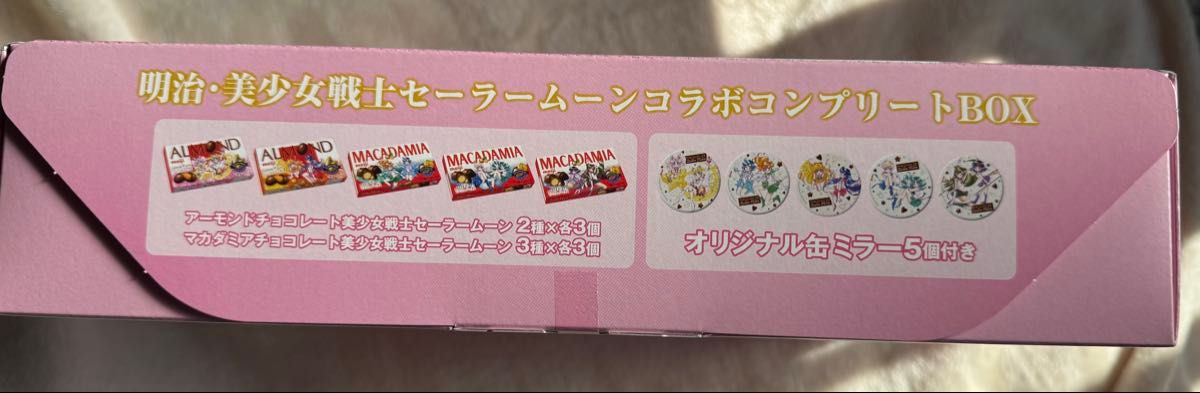 明治・美少女戦士セーラームーンコラボコンプリートBOX
ALMOND
ALMOND
MACADAMIA
MACADAMIA
MACADAMIA
アーモンドチョコレート美少女戦士セーラームーン 2種×各3個
マカダミアチョコレート美少女戦士セーラームーン 3種×各3個
オリジナル缶ミラー5個付き